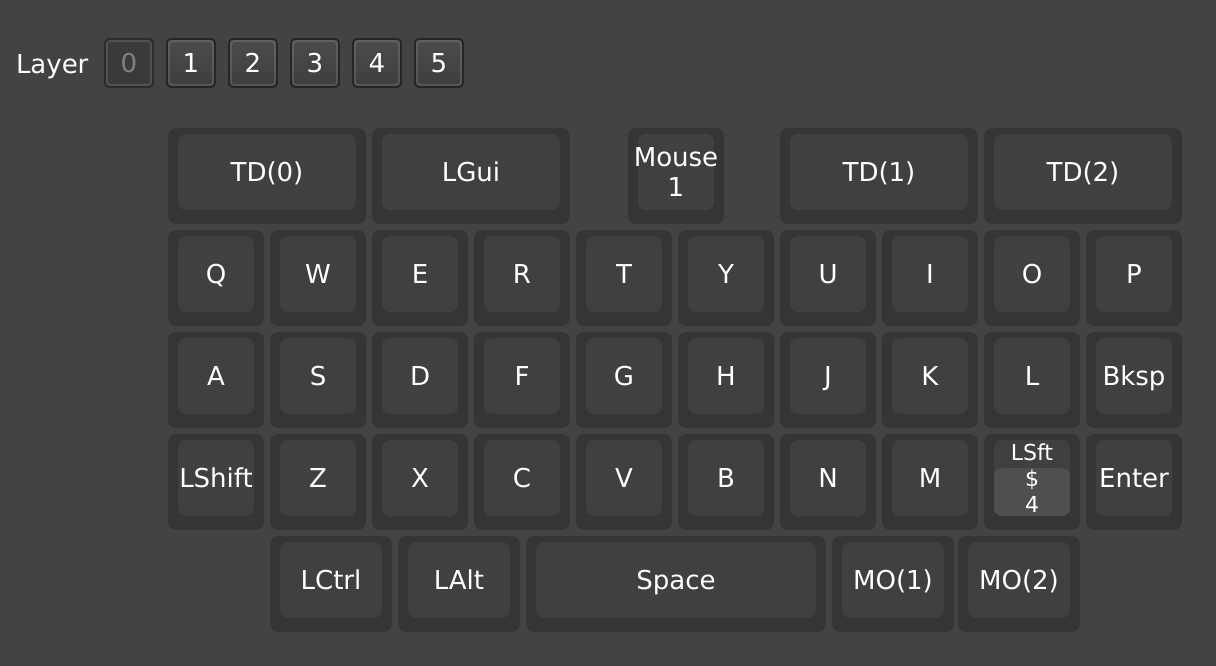 Layer 0 1 2 3 4 5
TD(0) LGui Mouse 1 TD(1) TD(2)
Q W E R T Y U I O P
A S D F G H J K L Bksp
LShift Z X C V B N M LSft $ 4 Enter
LCtrl LAlt Space MO(1) MO(2)